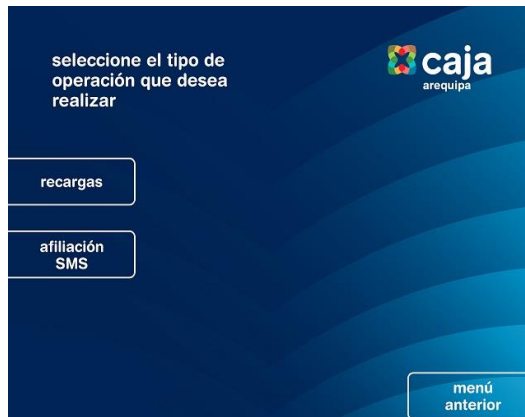 seleccione el tipo de
operación que desea
realizar
caja
arequipa
recargas
afiliación
SMS
menú
anterior